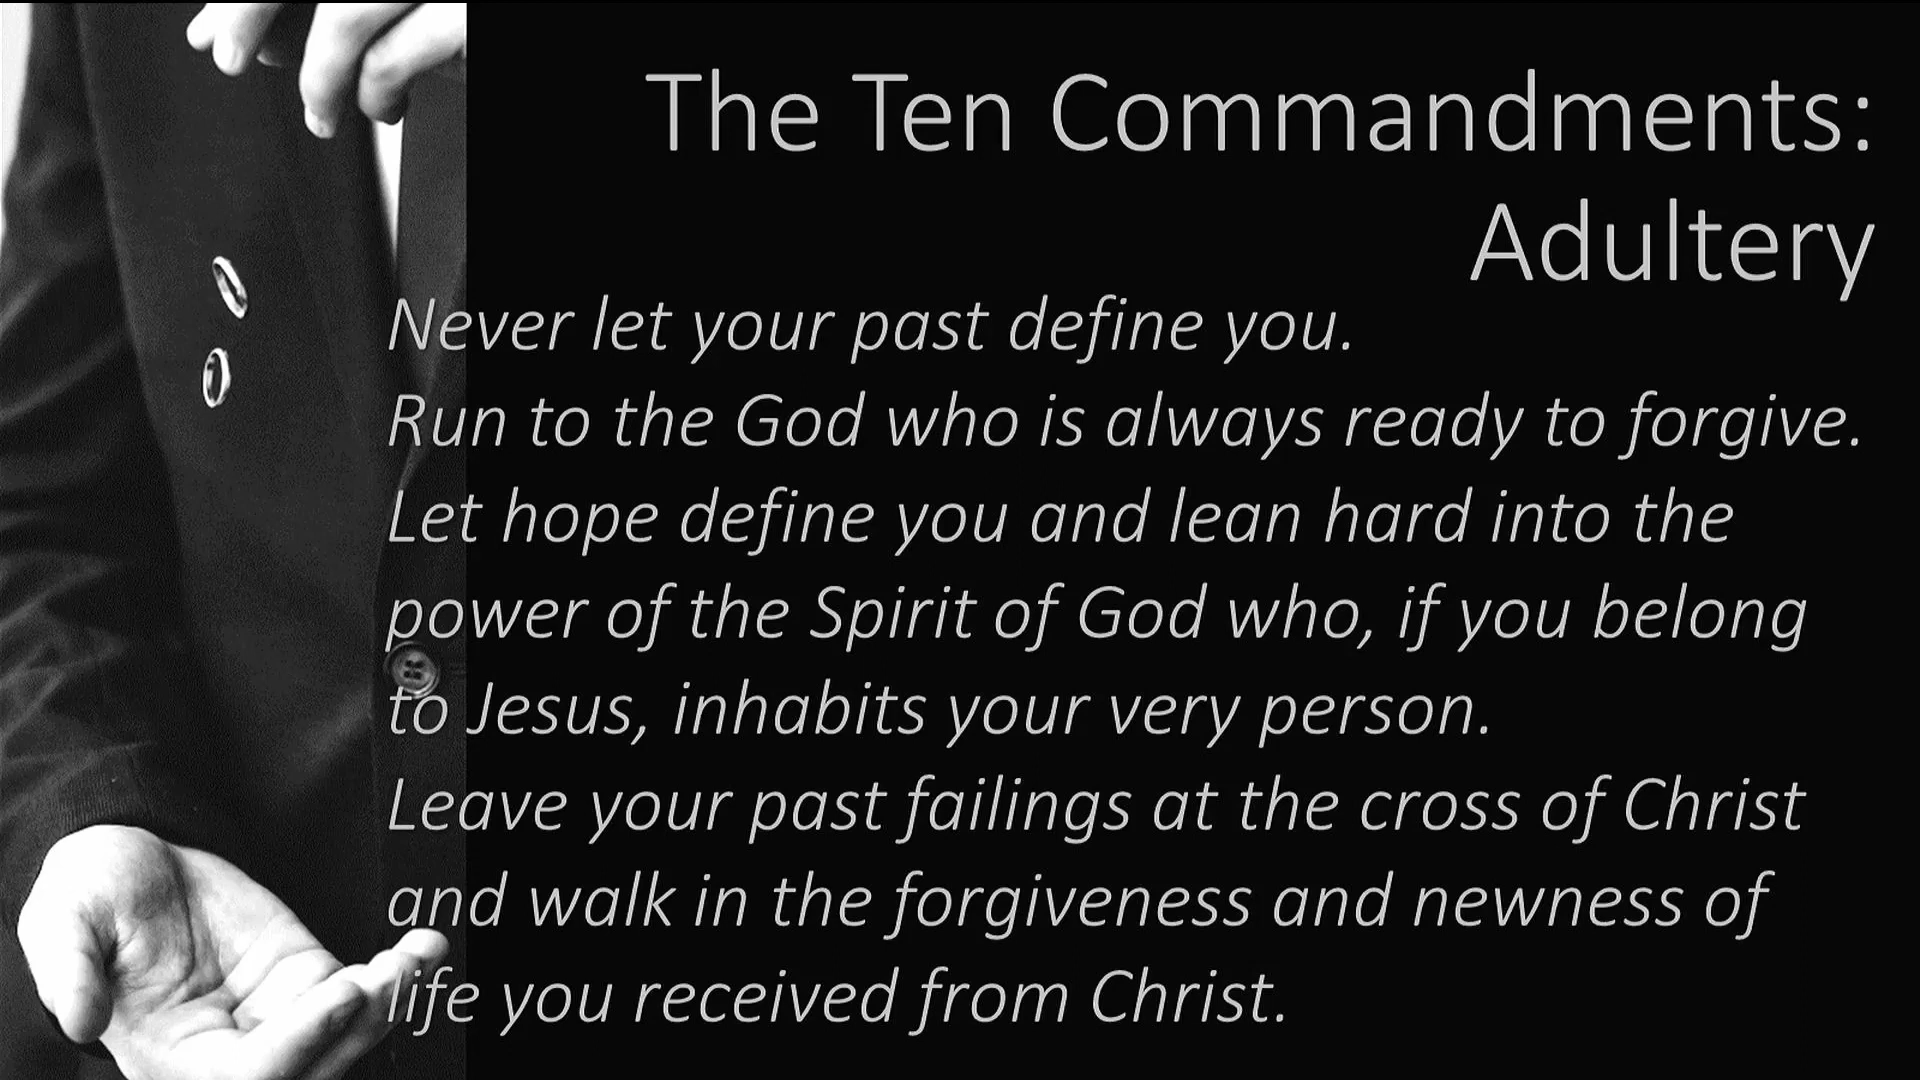 The Ten Commandments:
Adultery
Never let your past define you.
Run to the God who is always ready to forgive.
Let hope define you and lean hard into the
power of the Spirit of God who, if you belong
to Jesus, inhabits your very person.
Leave your past failings at the cross of Christ
and walk in the forgiveness and newness of
life you received from Christ.